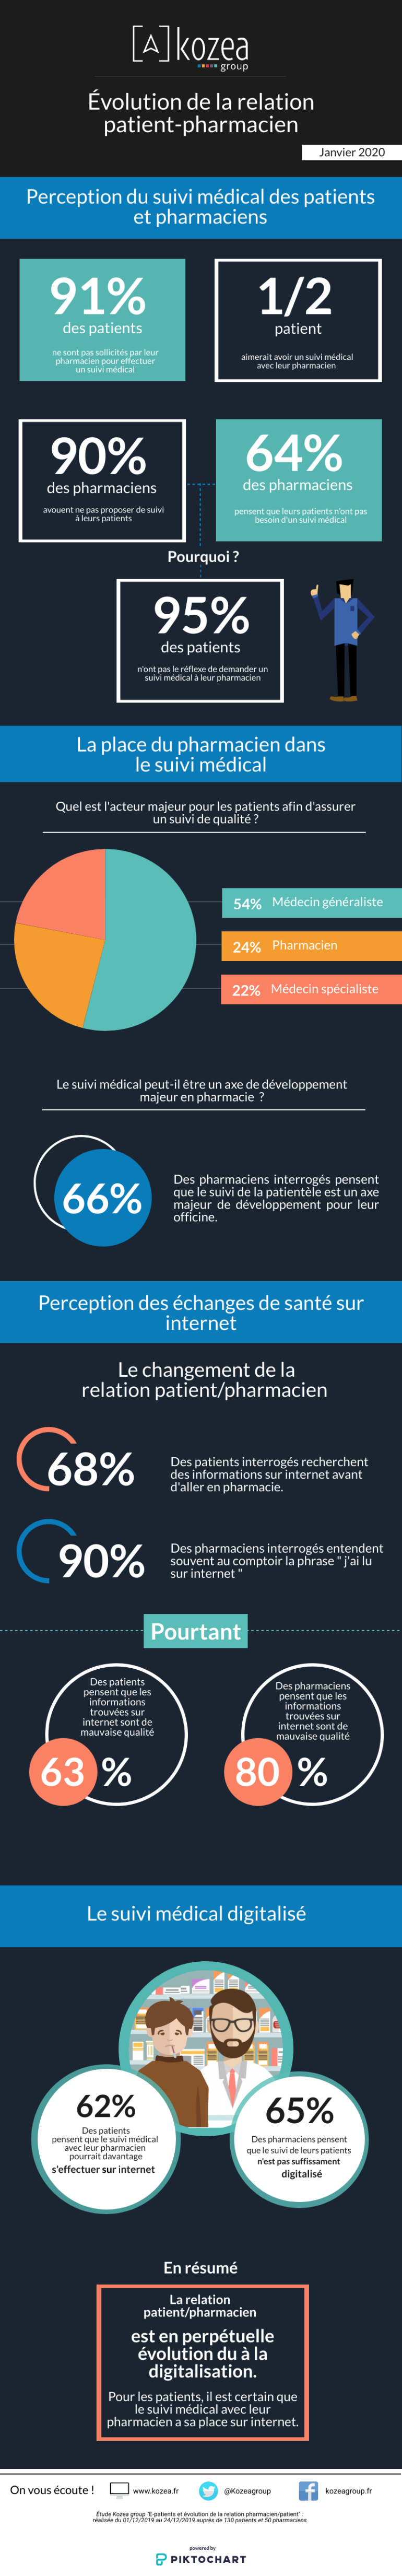 [A]kozea
group
Évolution de la relation
patient-pharmacien
Janvier 2020
Perception du suivi médical des patients
et pharmaciens
91%
des patients
ne sont pas sollicités par leur
pharmacien pour effectuer
un suivi médical
1/2
patient
aimerait avoir un suivi médical
avec leur pharmacien
90%
des pharmaciens
avouent ne pas proposer de suivi
à leurs patients
64%
des pharmaciens
pensent que leurs patients n'ont pas
besoin d'un suivi médical
Pourquoi ?
95%
des patients
n'ont pas le réflexe de demander un
suivi médical à leur pharmacien
La place du pharmacien dans
le suivi médical
Quel est l'acteur majeur pour les patients afin d'assurer
un suivi de qualité ?
54% Médecin généraliste
24% Pharmacien
22% Médecin spécialiste
Le suivi médical peut-il être un axe de développement
majeur en pharmacie ?
66%
Des pharmaciens interrogés pensent
que le suivi de la patientèle est un axe
majeur de développement pour leur
officine.
Perception des échanges de santé sur
internet
Le changement de la
relation patient/pharmacien
68%
Des patients interrogés recherchent
des informations sur internet avant
d'aller en pharmacie.
90%
Des pharmaciens interrogés entendent
souvent au comptoir la phrase " j'ai lu
sur internet "
Pourtant
Des patients
pensent que les
informations
trouvées sur
internet sont de
mauvaise qualité
63 %
Des pharmaciens
pensent que les
informations
trouvées sur
internet sont de
mauvaise qualité
80 %
Le suivi médical digitalisé
62%
Des patients
pensent que le suivi médical
avec leur pharmacien
pourrait davantage
s'effectuer sur internet
65%
Des pharmaciens pensent
que le suivi de leurs patients
n'est pas suffisament
digitalisé
En résumé
La relation
patient/pharmacien
est en perpétuelle
évolution du à la
digitalisation.
Pour les patients, il est certain que
le suivi médical avec leur
pharmacien a sa place sur internet.
On vous écoute !
www.kozea.fr
@Kozeagroup
kozeagroup.fr
Étude Kozea group "E-patients et évolution de la relation pharmacien/patient" :
réalisée du 01/12/2019 au 24/12/2019 auprès de 130 patients et 50 pharmaciens
powered by
PIKTOCHART